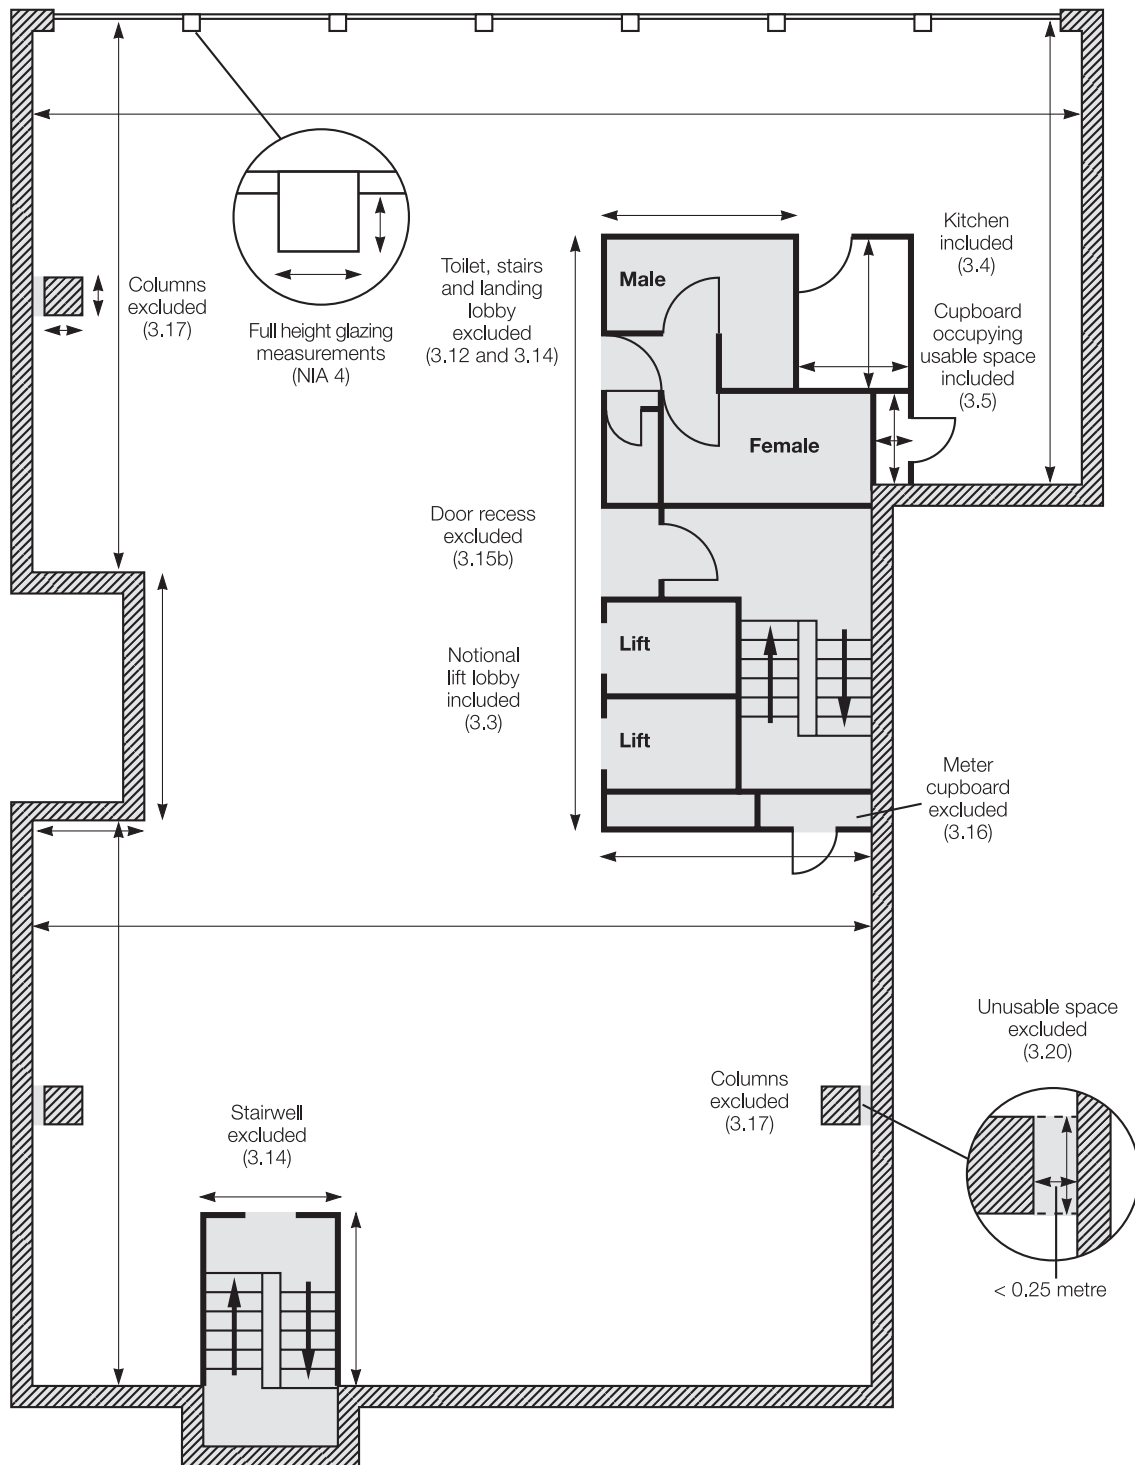 Male
Kitchen
included
(3.4)
Toilet, stairs
and landing
lobby
excluded
(3.12 and 3.14)
Columns
excluded
(3.17)
Full height glazing
measurements
(NIA 4)
Cupboard
occupying
usable space
included
(3.5)
Female
Door recess
excluded
(3.15b)
Lift
Notional
lift lobby
included
(3.3)
Lift
Meter
cupboard
excluded
(3.16)
Unusable space
excluded
(3.20)
Columns
excluded
(3.17)
Stairwell
excluded
(3.14)
< 0.25 metre